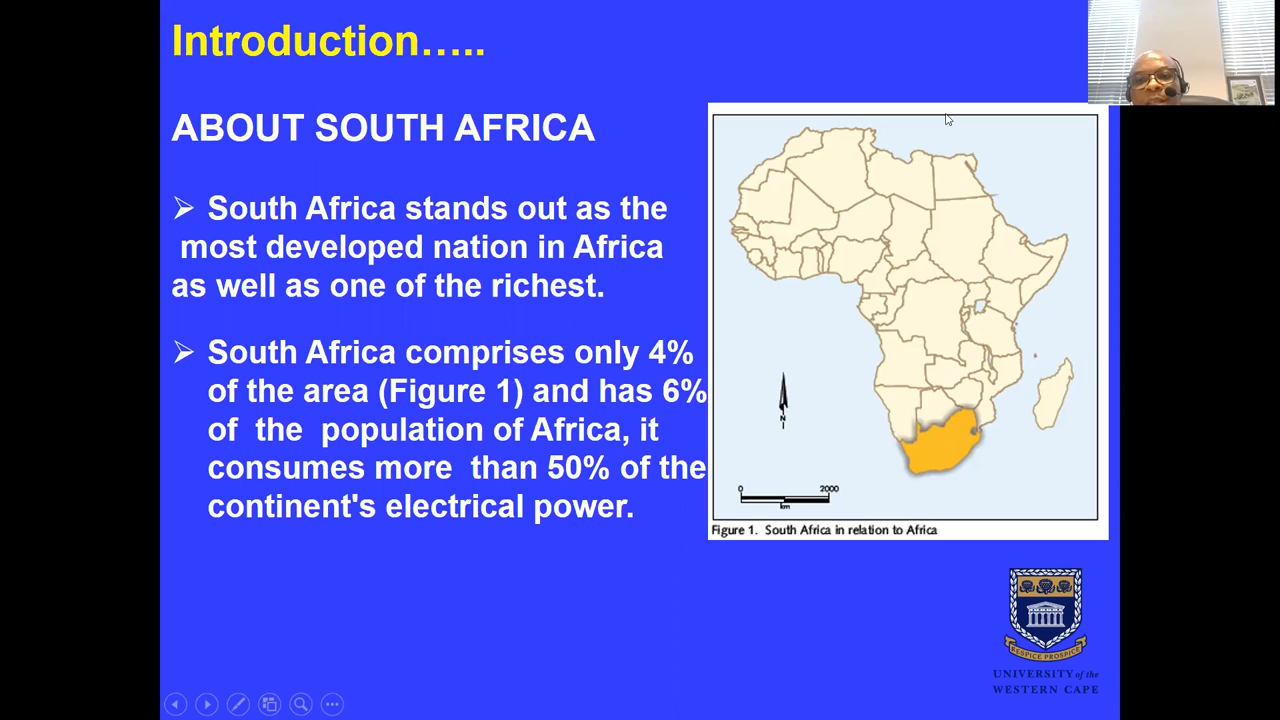 Introduction…..
ABOUT SOUTH AFRICA
➢ South Africa stands out as the
most developed nation in Africa
as well as one of the richest.
➢ South Africa comprises only 4%
of the area (Figure 1) and has 6%
of the population of Africa, it
consumes more than 50% of the
continent's electrical power.
N
0 2000
km
Figure 1. South Africa in relation to Africa
RESPICE PROSPICE
UNIVERSITY of the
WESTERN CAPE